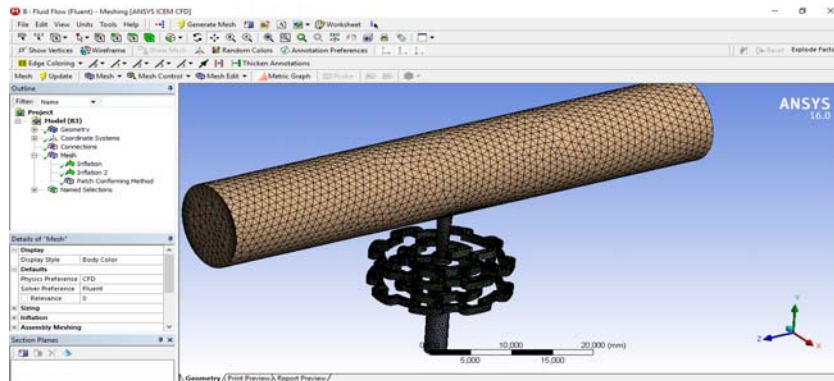 B : Fluid Flow (Fluent) - Meshing [ANSYS ICEM CFD]
File Edit View Units Tools Help Generate Mesh Worksheet
Show Vertices Wireframe Show Mesh Random Colors Annotation Preferences Reset Explode Facto
Edge Coloring Thicken Annotations
Mesh Update Mesh Mesh Control Mesh Edit Metric Graph Probe
Outline
Filter: Name
Project
Model (B3)
Geometry
Coordinate Systems
Connections
Mesh
Inflation
Inflation 2
Patch Conforming Method
Named Selections
Details of "Mesh"
Display
Display Style Body Color
Defaults
Physics Preference CFD
Solver Preference Fluent
Relevance 0
Sizing
Inflation
Assembly Meshing
Section Planes
ANSYS
16.0
10,000 20,000 (mm)
5,000 15,000
Y
Z X
Geometry Print Preview Report Preview